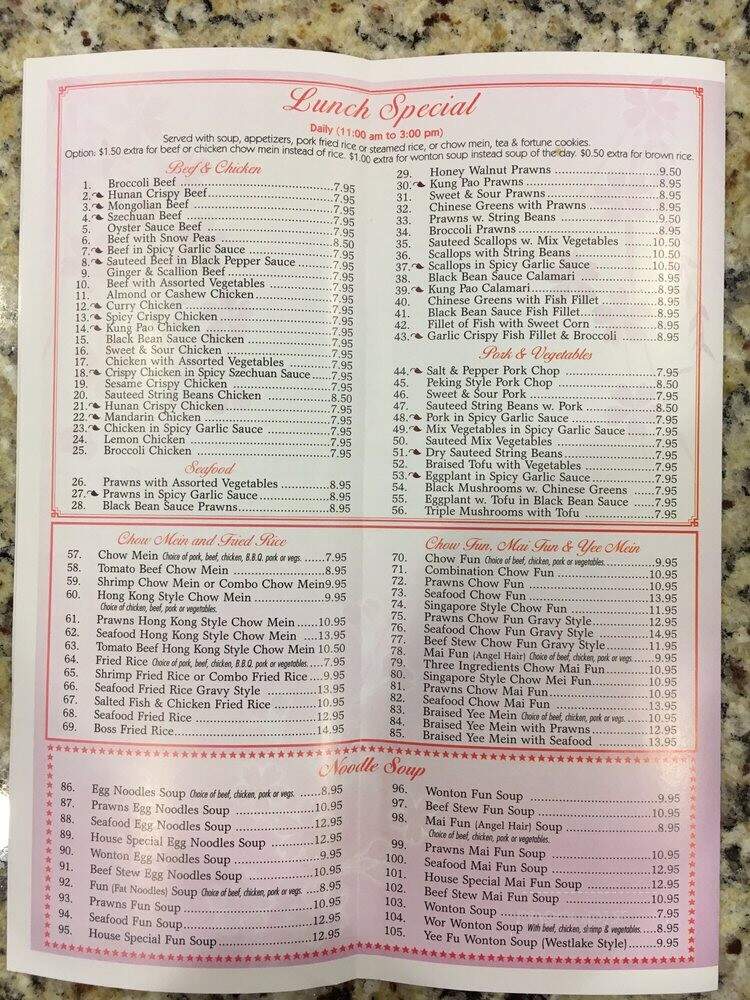 Lunch Special
Daily (11:00 am to 3:00 pm)
Served with soup, appetizers, pork fried rice or steamed rice, or chow mein, tea & fortune cookies.
Option: $1.50 extra for beef or chicken chow mein instead of rice. $1.00 extra for wonton soup instead soup of the day. $0.50 extra for brown rice.
Beef & Chicken
1. Broccoli Beef 7.95
2. Hunan Crispy Beef 7.95
3. Mongolian Beef 7.95
4. Szechuan Beef 7.95
5. Oyster Sauce Beef 7.95
6. Beef with Snow Peas 8.50
7. Beef in Spicy Garlic Sauce 7.95
8. Sauteed Beef in Black Pepper Sauce 7.95
9. Ginger & Scallion Beef 7.95
10. Beef with Assorted Vegetables 7.95
11. Almond or Cashew Chicken 7.95
12. Curry Chicken 7.95
13. Spicy Crispy Chicken 7.95
14. Kung Pao Chicken 7.95
15. Black Bean Sauce Chicken 7.95
16. Sweet & Sour Chicken 7.95
17. Chicken with Assorted Vegetables 7.95
18. Crispy Chicken in Spicy Szechuan Sauce 7.95
19. Sesame Crispy Chicken 7.95
20. Sauteed String Beans Chicken 8.50
21. Hunan Crispy Chicken 7.95
22. Mandarin Chicken 7.95
23. Chicken in Spicy Garlic Sauce 7.95
24. Lemon Chicken 7.95
25. Broccoli Chicken 7.95
Seafood
26. Prawns with Assorted Vegetables 8.95
27. Prawns in Spicy Garlic Sauce 8.95
28. Black Bean Sauce Prawns 8.95
29. Honey Walnut Prawns 9.50
30. Kung Pao Prawns 8.95
31. Sweet & Sour Prawns 8.95
32. Chinese Greens with Prawns 8.95
33. Prawns w. String Beans 9.50
34. Broccoli Prawns 8.95
35. Sauteed Scallops w. Mix Vegetables 10.50
36. Scallops with String Beans 10.50
37. Scallops in Spicy Garlic Sauce 10.50
38. Black Bean Sauce Calamari 8.95
39. Kung Pao Calamari 8.95
40. Chinese Greens with Fish Fillet 8.95
41. Black Bean Sauce Fish Fillet 8.95
42. Fillet of Fish with Sweet Corn 8.95
43. Garlic Crispy Fish Fillet & Broccoli 8.95
Pork & Vegetables
44. Salt & Pepper Pork Chop 7.95
45. Peking Style Pork Chop 8.50
46. Sweet & Sour Pork 7.95
47. Sauteed String Beans w. Pork 8.50
48. Pork in Spicy Garlic Sauce 7.95
49. Mix Vegetables in Spicy Garlic Sauce 7.95
50. Sauteed Mix Vegetables 7.95
51. Dry Sauteed String Beans 7.95
52. Braised Tofu with Vegetables 7.95
53. Eggplant in Spicy Garlic Sauce 7.95
54. Black Mushrooms w. Chinese Greens 7.95
55. Eggplant w. Tofu in Black Bean Sauce 7.95
56. Triple Mushrooms with Tofu 7.95
Chow Mein and Fried Rice
57. Chow Mein Choice of pork, beef, chicken, B.B.Q. pork or vegs. 7.95
58. Tomato Beef Chow Mein 8.95
59. Shrimp Chow Mein or Combo Chow Mein 9.95
60. Hong Kong Style Chow Mein 9.95
Choice of chicken, beef, pork or vegetables.
61. Prawns Hong Kong Style Chow Mein 10.95
62. Seafood Hong Kong Style Chow Mein 13.95
63. Tomato Beef Hong Kong Chow Mein 10.50
64. Fried Rice Choice of pork, beef, chicken, B.B.Q. pork or vegetables. 7.95
65. Shrimp Fried Rice or Combo Fried Rice 9.95
66. Seafood Fried Rice Gravy Style 13.95
67. Salted Fish & Chicken Fried Rice 10.95
68. Seafood Fried Rice 12.95
69. Boss Fried Rice 14.95
Chow Fun, Mai Fun & Yee Mein
70. Chow Fun Choice of beef, chicken, pork or vegetables. 9.95
71. Combination Chow Fun 10.95
72. Prawns Chow Fun 10.95
73. Seafood Chow Fun 13.95
74. Singapore Style Chow Fun 11.95
75. Prawns Chow Fun Gravy Style 12.95
76. Seafood Chow Fun Gravy Style 14.95
77. Beef Stew Chow Fun Gravy Style 11.95
78. Mai Fun (Angel Hair) Choice of beef, chicken, pork or vegs. 9.95
79. Three Ingredients Chow Mai Fun 10.95
80. Singapore Style Chow Mei Fun 10.95
81. Prawns Chow Mai Fun 10.95
82. Seafood Chow Mai Fun 13.95
83. Braised Yee Mein Choice of beef, chicken, pork or vegs. 10.95
84. Braised Yee Mein with Prawns 12.95
85. Braised Yee Mein with Seafood 13.95
Noodle Soup
86. Egg Noodles Soup Choice of beef, chicken, pork or vegs. 8.95
87. Prawns Egg Noodles Soup 10.95
88. Seafood Egg Noodles Soup 12.95
89. House Special Egg Noodles Soup 12.95
90. Wonton Egg Noodles Soup 9.95
91. Beef Stew Egg Noodles Soup 10.95
92. Fun (Fat Noodles) Soup Choice of beef, chicken, pork or vegs. 8.95
93. Prawns Fun Soup 10.95
94. Seafood Fun Soup 12.95
95. House Special Fun Soup 12.95
96. Wonton Fun Soup 9.95
97. Beef Stew Fun Soup 10.95
98. Mai Fun (Angel Hair) Soup 8.95
Choice of beef, chicken, pork or vegetables.
99. Prawns Mai Fun Soup 10.95
100. Seafood Mai Fun Soup 12.95
101. House Special Mai Fun Soup 12.95
102. Beef Stew Mai Fun Soup 10.95
103. Wonton Soup 7.95
104. Wor Wonton Soup With beef, chicken, shrimp & vegetables. 8.95
105. Yee Fu Wonton Soup (Westlake Style) 9.95